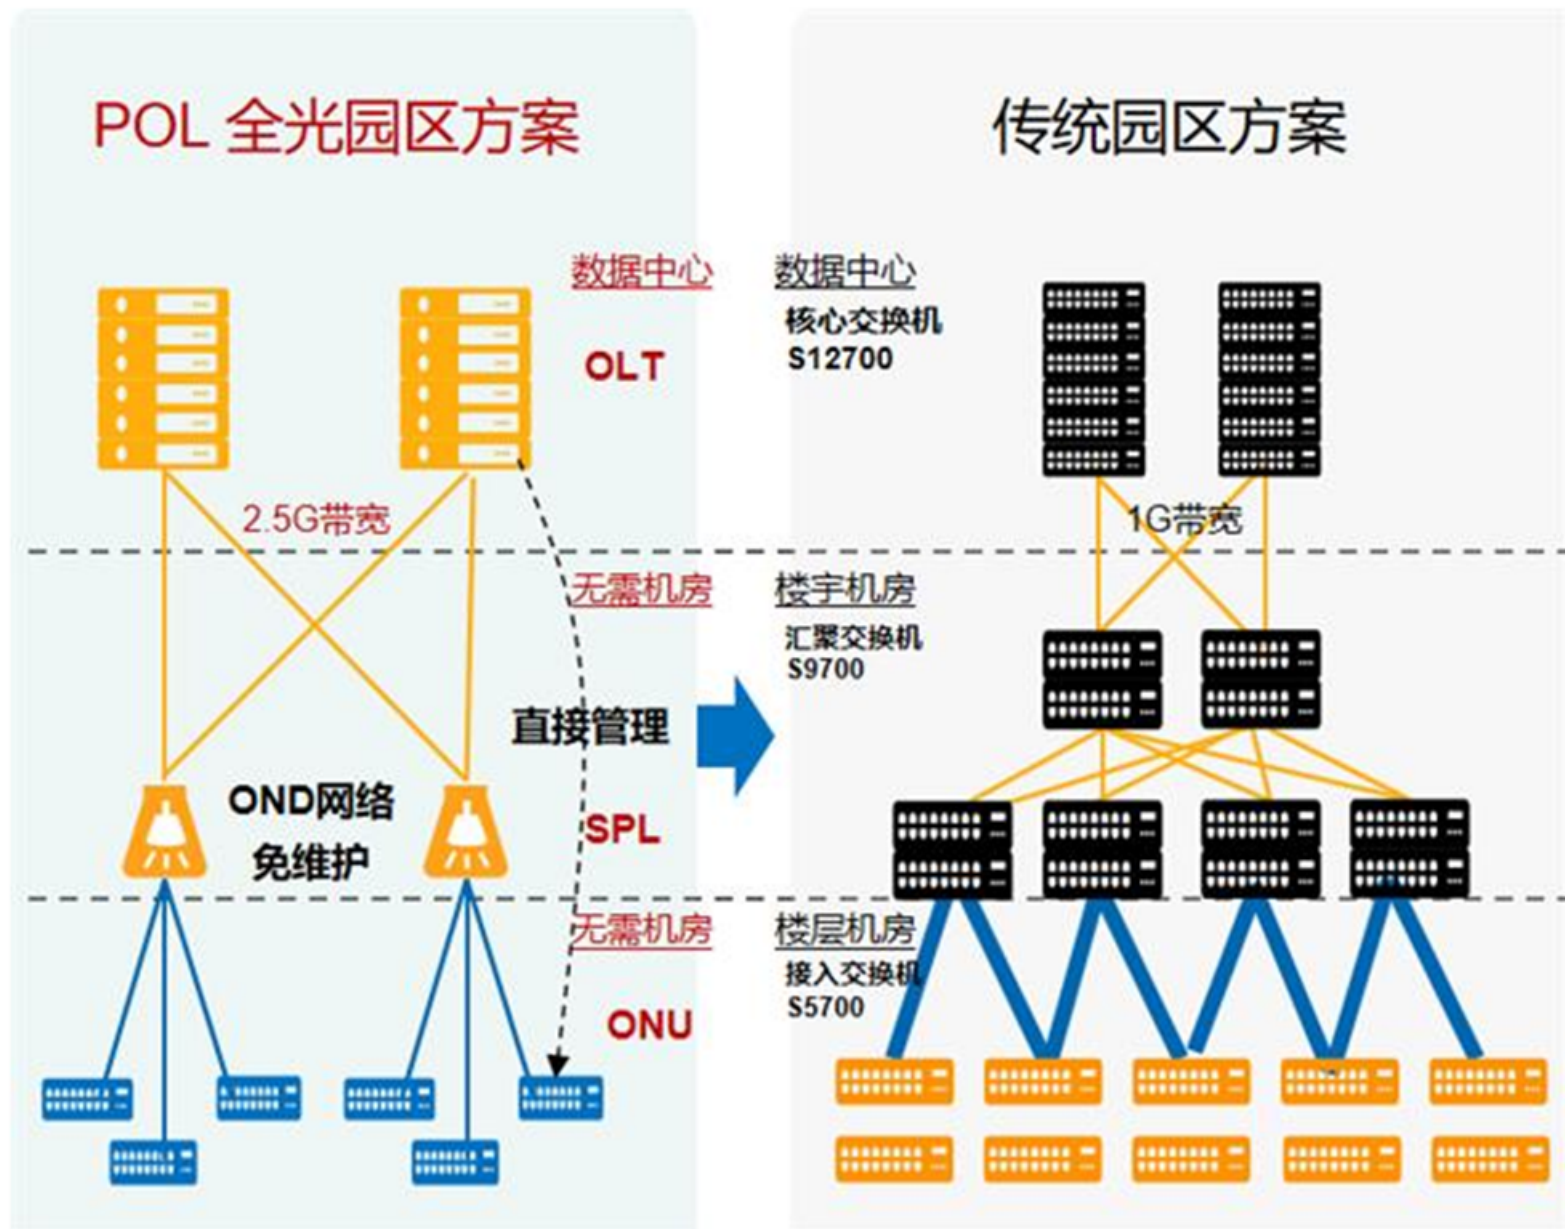 POL 全光园区方案
传统园区方案
数据中心
OLT
数据中心
核心交换机
S12700
2.5G带宽
1G带宽
无需机房
楼宇机房
汇聚交换机
S9700
直接管理
OND网络
免维护
SPL
无需机房
楼层机房
接入交换机
S5700
ONU